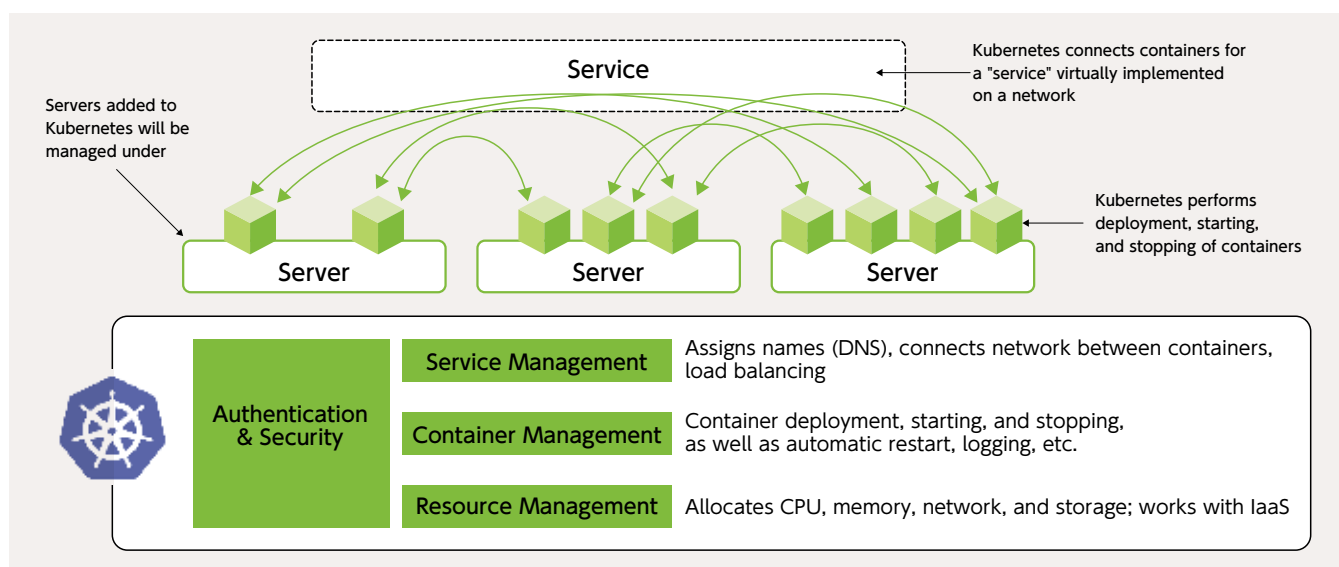 Service
Kubernetes connects containers for
a "service" virtually implemented
on a network
Servers added to
Kubernetes will be
managed under
Kubernetes performs
deployment, starting,
and stopping of containers
Server
Server
Server
Authentication
& Security
Service Management
Assigns names (DNS), connects network between containers,
load balancing
Container Management
Container deployment, starting, and stopping,
as well as automatic restart, logging, etc.
Resource Management
Allocates CPU, memory, network, and storage; works with IaaS